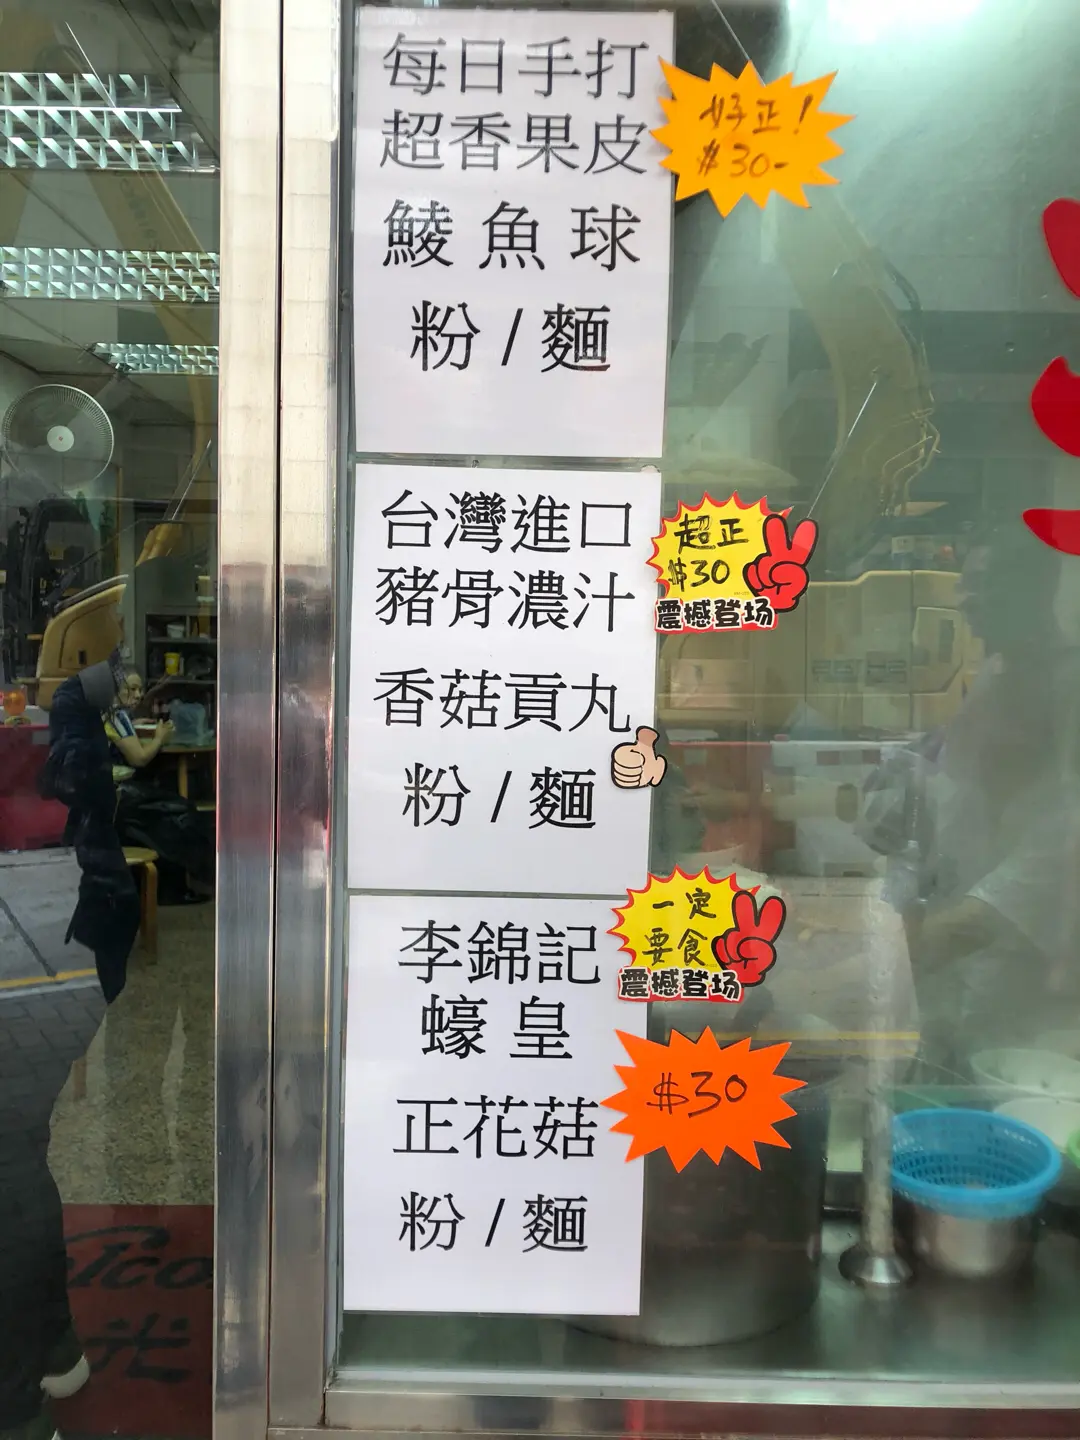 每日手打
超香果皮
鯪魚球
粉 / 麵
好正!
$30-
台灣進口
豬骨濃汁
香菇貢丸
粉 / 麵
超正
$30
震撼登场
李錦記
蠔皇
正花菇
粉 / 麵
一定
要食
震撼登场
$30
光